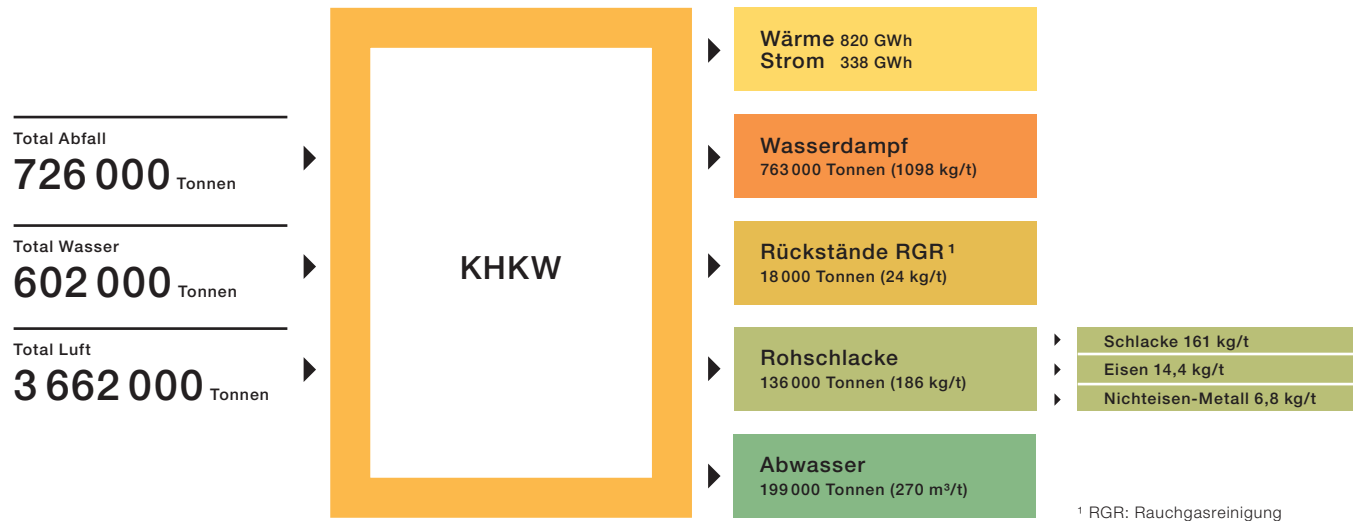 Total Abfall
726 000 Tonnen
Total Wasser
602 000 Tonnen
Total Luft
3 662 000 Tonnen
KHKW
Wärme 820 GWh
Strom 338 GWh
Wasserdampf
763 000 Tonnen (1098 kg/t)
Rückstände RGR ¹
18 000 Tonnen (24 kg/t)
Rohschlacke
136 000 Tonnen (186 kg/t)
Schlacke 161 kg/t
Eisen 14,4 kg/t
Nichteisen-Metall 6,8 kg/t
Abwasser
199 000 Tonnen (270 m³/t)
¹ RGR: Rauchgasreinigung